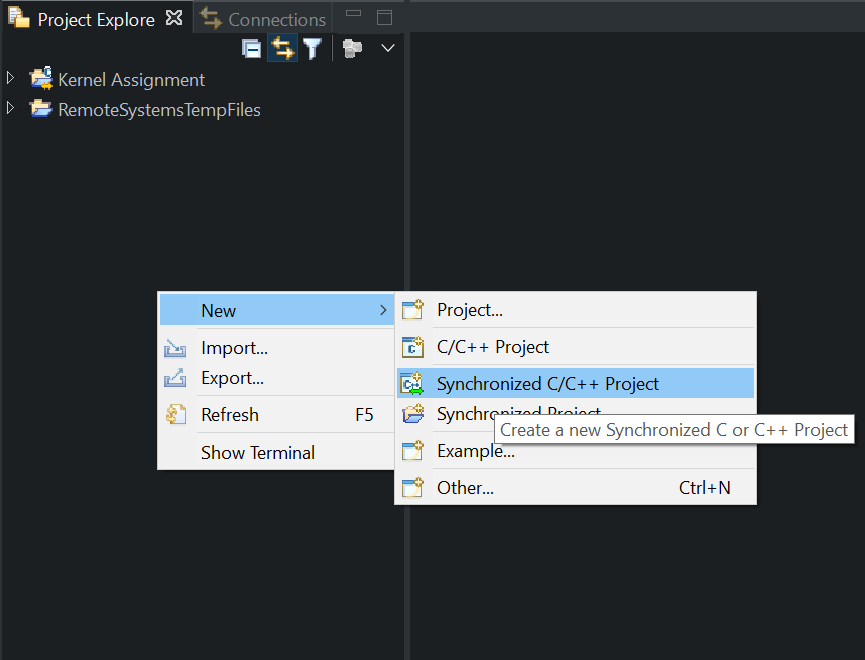 Project Explore
Connections
Kernel Assignment
RemoteSystemsTempFiles
New
Import...
Export...
Refresh F5
Show Terminal
Project...
C/C++ Project
Synchronized C/C++ Project
Synchronized Project
Create a new Synchronized C or C++ Project
Example...
Other... Ctrl+N